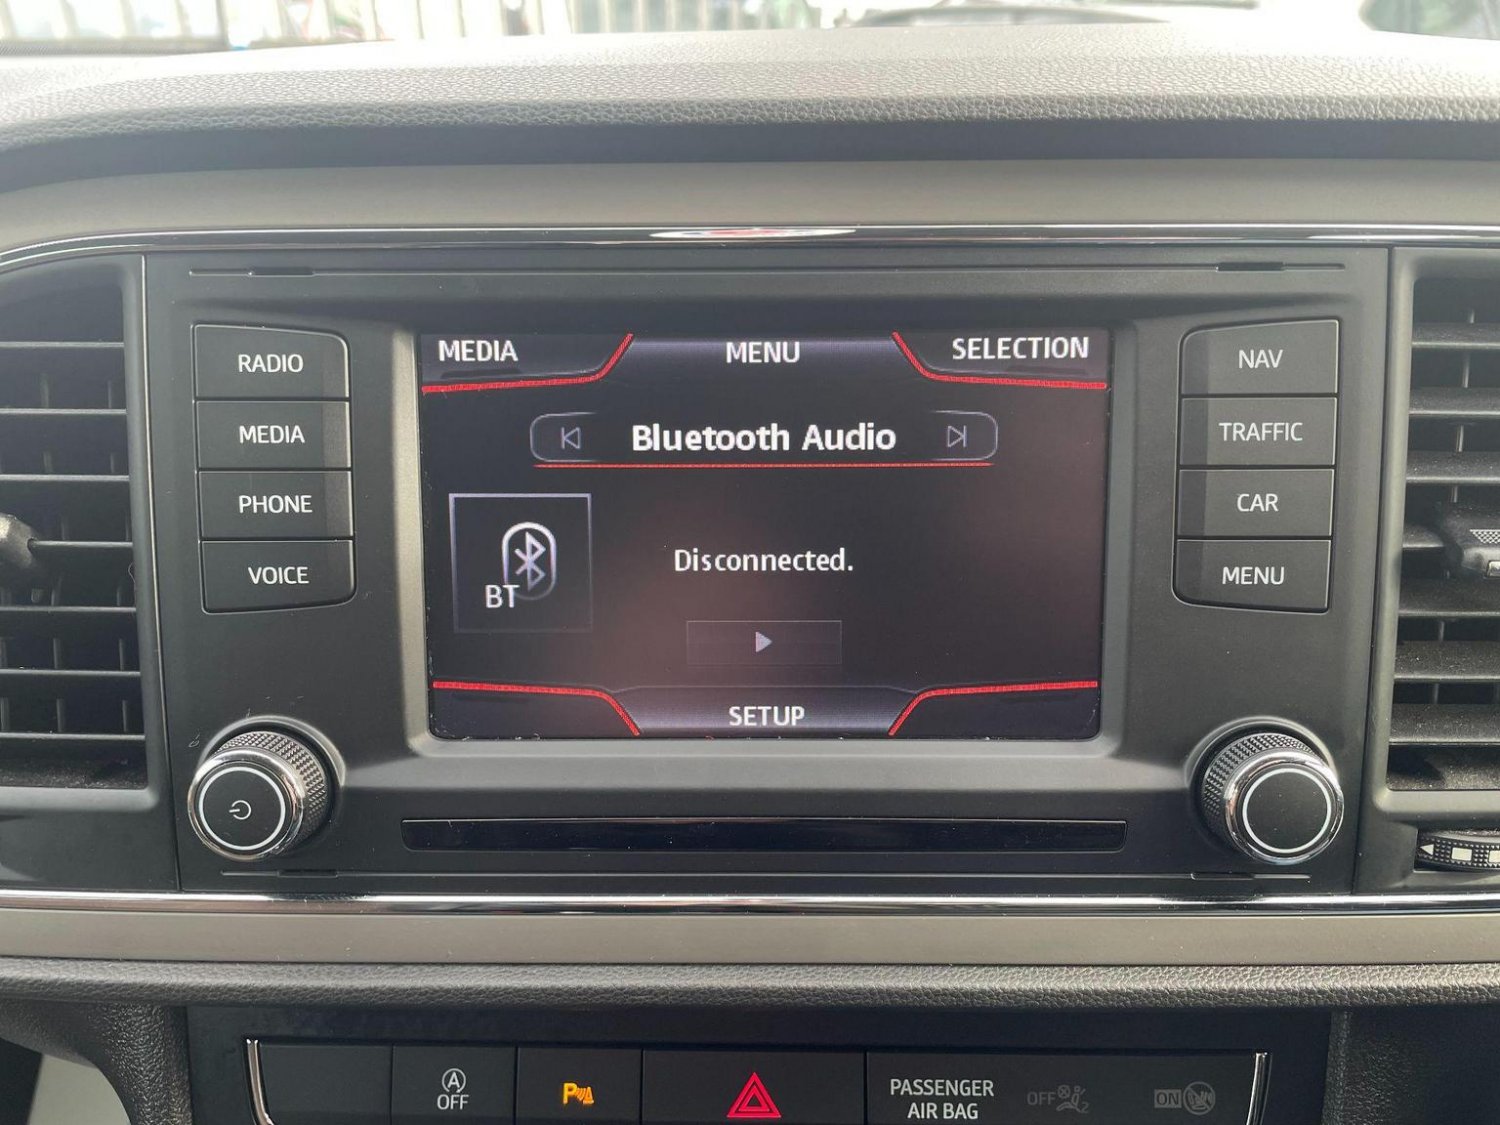 MEDIA MENU SELECTION
RADIO
MEDIA
PHONE
VOICE
Bluetooth Audio
BT
Disconnected.
SETUP
NAV
TRAFFIC
CAR
MENU
A
OFF
P
PASSENGER
AIR BAG
OFF
2
ON